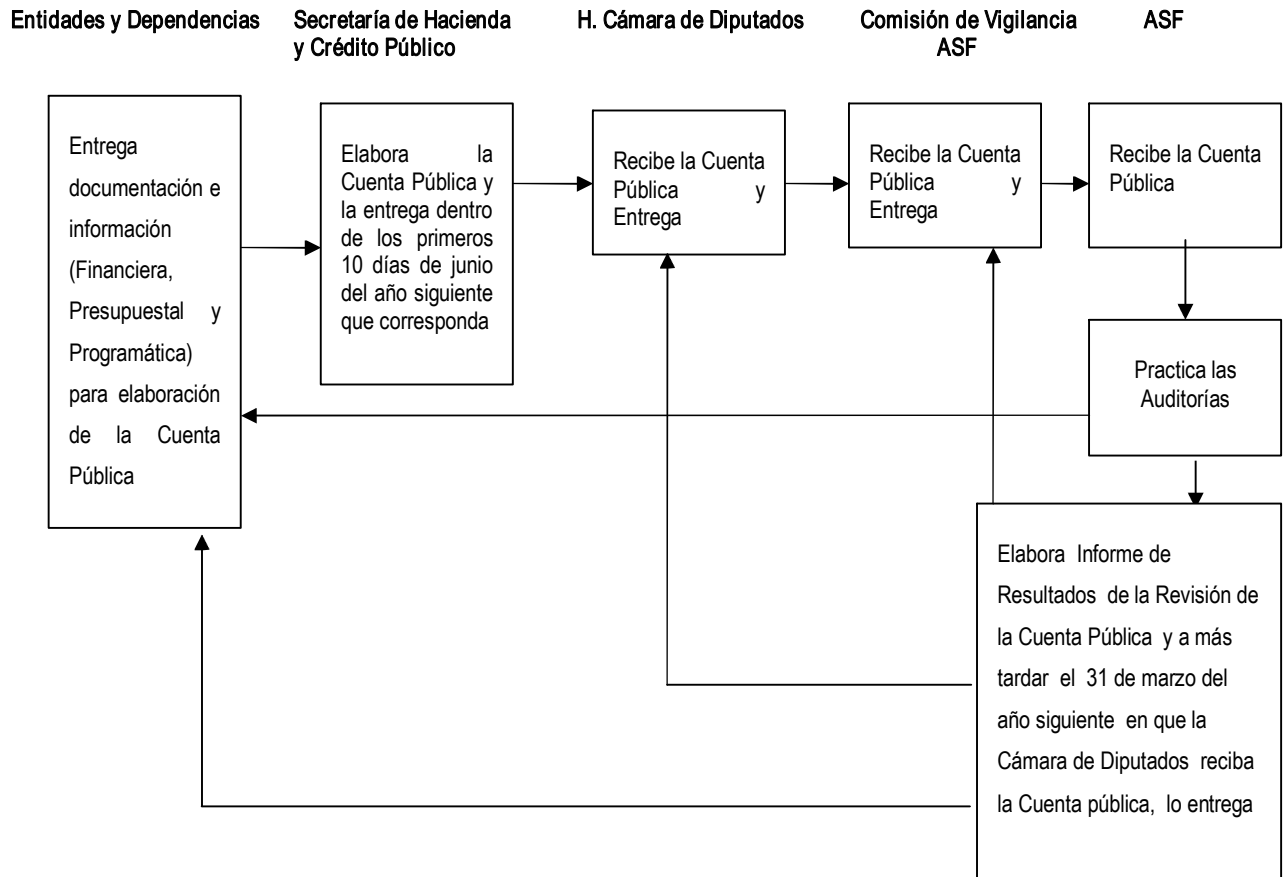 Entidades y Dependencias
Secretaría de Hacienda
y Crédito Público
H. Cámara de Diputados
Comisión de Vigilancia
ASF
ASF
Entrega
documentación e
información
(Financiera,
Presupuestal y
Programática)
para elaboración
de la Cuenta
Pública
Elabora la
Cuenta Pública y
la entrega dentro
de los primeros
10 días de junio
del año siguiente
que corresponda
Recibe la Cuenta
Pública y
Entrega
Recibe la Cuenta
Pública y
Entrega
Recibe la Cuenta
Pública
Practica las
Auditorías
Elabora Informe de
Resultados de la Revisión de
la Cuenta Pública y a más
tardar el 31 de marzo del
año siguiente en que la
Cámara de Diputados reciba
la Cuenta pública, lo entrega